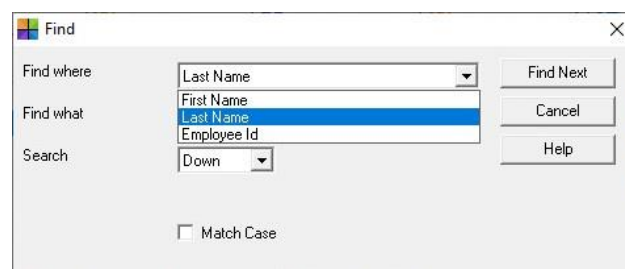 Find
Find where
Last Name
Find Next
First Name
Last Name
Employee Id
Find what
Cancel
Search
Down
Help
Match Case